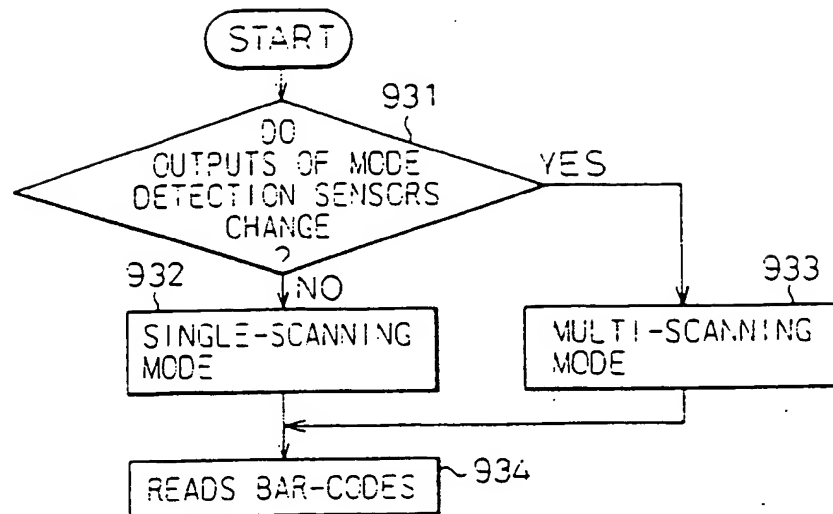 START
931
DO
OUTPUTS OF MODE
DETECTION SENSORS
CHANGE
?
YES
932
NO
933
SINGLE-SCANNING
MODE
MULTI-SCANNING
MODE
READS BAR-CODES
934